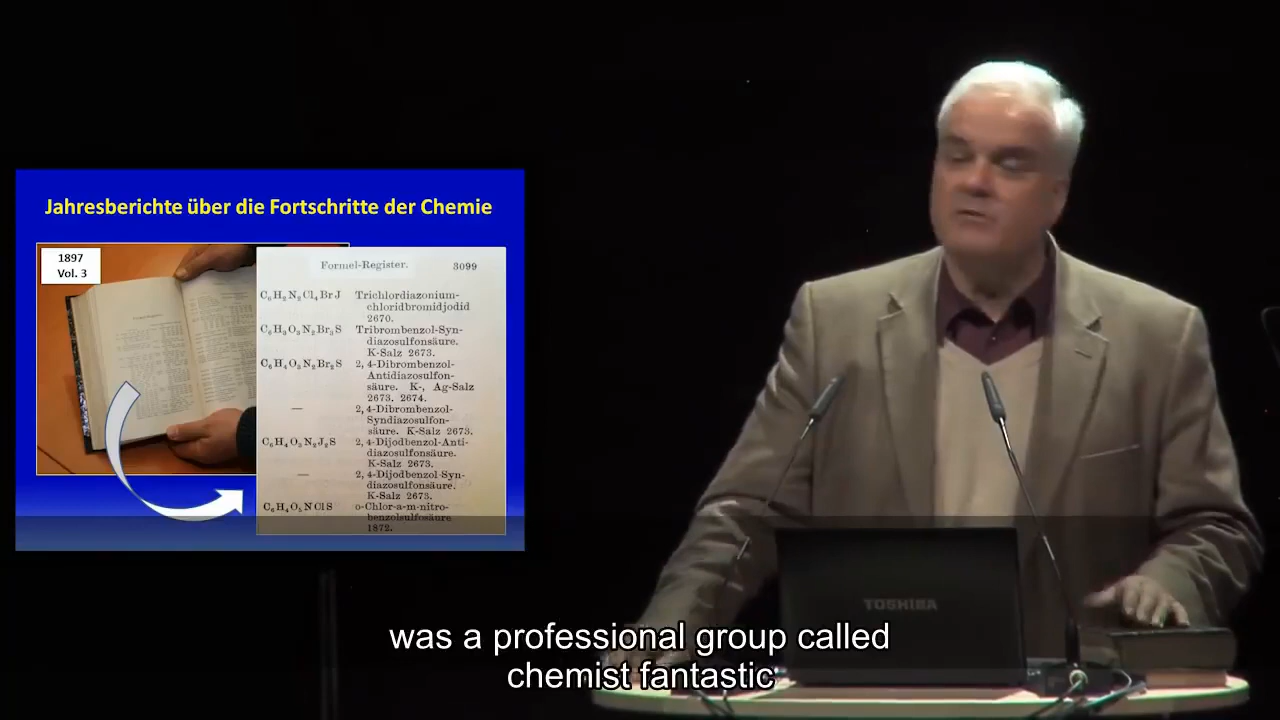 Jahresberichte über die Fortschritte der Chemie
1897
Vol. 3
Formel-Register. 3099
C₆H₂N₂Cl₄BrJ Trichlordiazonium-
chloridbromidjodid
2670.
C₆H₃O₃N₂Br₃S Tribrombenzol-Syn-
diazosulfonsäure.
K-Salz 2673.
C₆H₄O₃N₂Br₂S 2,4-Dibrombenzol-
Antidiazosulfon-
säure. K-, Ag-Salz
2673. 2674.
— 2,4-Dibrombenzol-
Syndiazosulfon-
säure. K-Salz 2673.
C₆H₄O₃N₂J₂S 2,4-Dijodbenzol-Anti-
diazosulfonsäure.
K-Salz 2673.
— 2,4-Dijodbenzol-Syn-
diazosulfonsäure.
K-Salz 2673.
C₆H₄O₅NClS o-Chlor-a-m-nitro-
benzolsulfosäure
1872.
TOSHIBA
was a professional group called
chemist fantastic